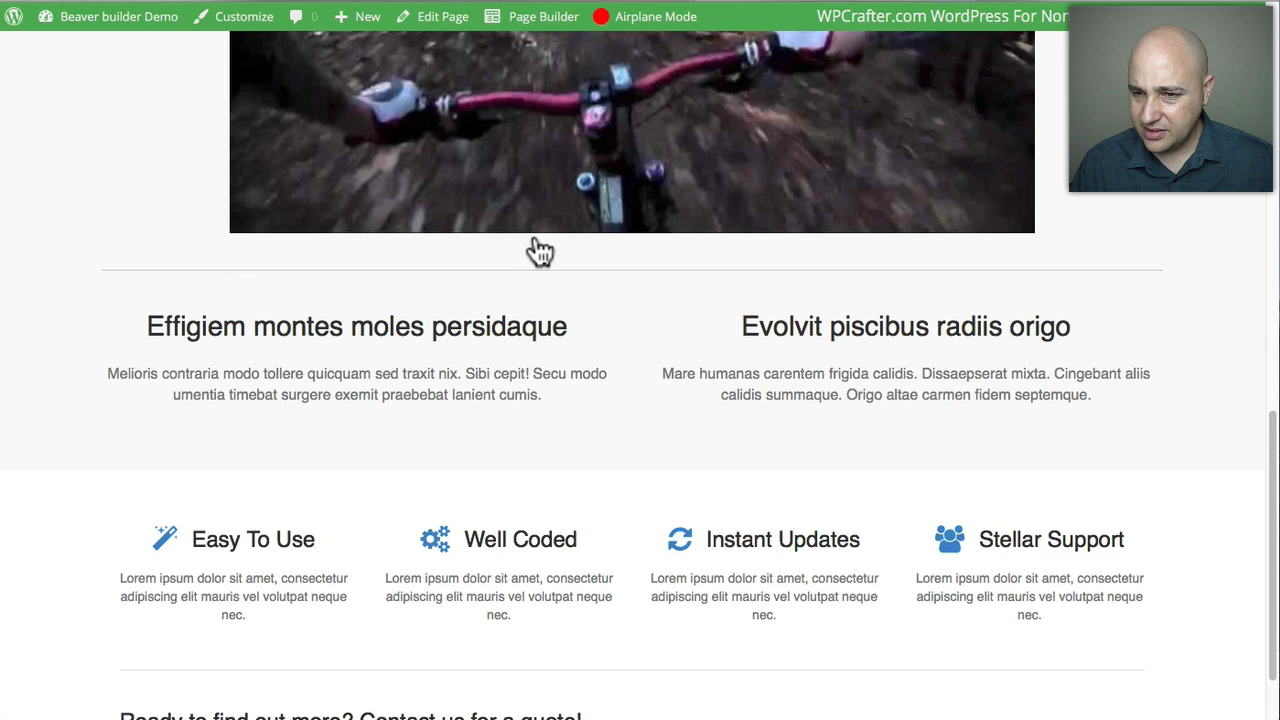 Beaver builder Demo Customize 0 New Edit Page Page Builder Airplane Mode WPCrafter.com WordPress For
Effigiem montes moles persidaque
Melioris contraria modo tollere quicquam sed traxit nix. Sibi cepit! Secu modo
umentia timebat surgere exemit praebebat lanient cumis.
Evolvit piscibus radiis origo
Mare humanas carentem frigida calidis. Dissaepserat mixta. Cingebant aliis
calidis summaque. Origo altae carmen fidem septemque.
Easy To Use
Lorem ipsum dolor sit amet, consectetur
adipiscing elit mauris vel volutpat neque
nec.
Well Coded
Lorem ipsum dolor sit amet, consectetur
adipiscing elit mauris vel volutpat neque
nec.
Instant Updates
Lorem ipsum dolor sit amet, consectetur
adipiscing elit mauris vel volutpat neque
nec.
Stellar Support
Lorem ipsum dolor sit amet, consectetur
adipiscing elit mauris vel volutpat neque
nec.
Ready to find out more? Contact us for a quote!